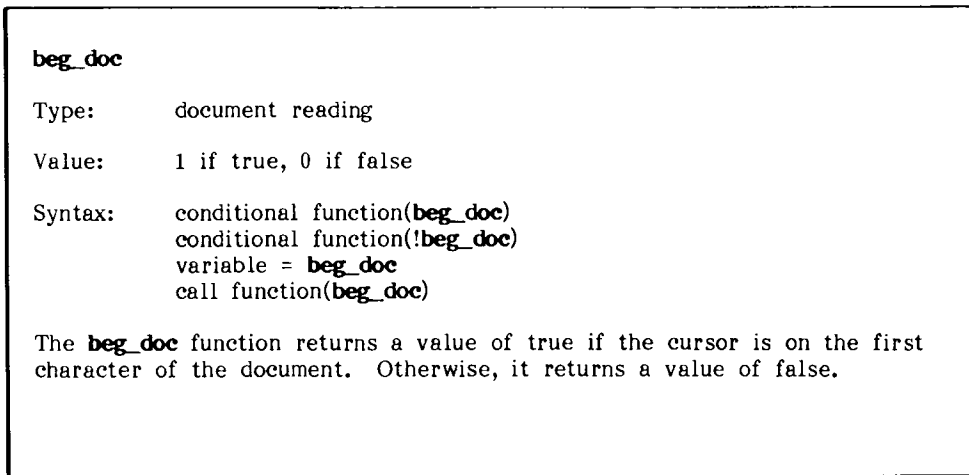 beg_doc
Type: document reading
Value: 1 if true, 0 if false
Syntax: conditional function(beg_doc)
conditional function(!beg_doc)
variable = beg_doc
call function(beg_doc)
The beg_doc function returns a value of true if the cursor is on the first
character of the document. Otherwise, it returns a value of false.